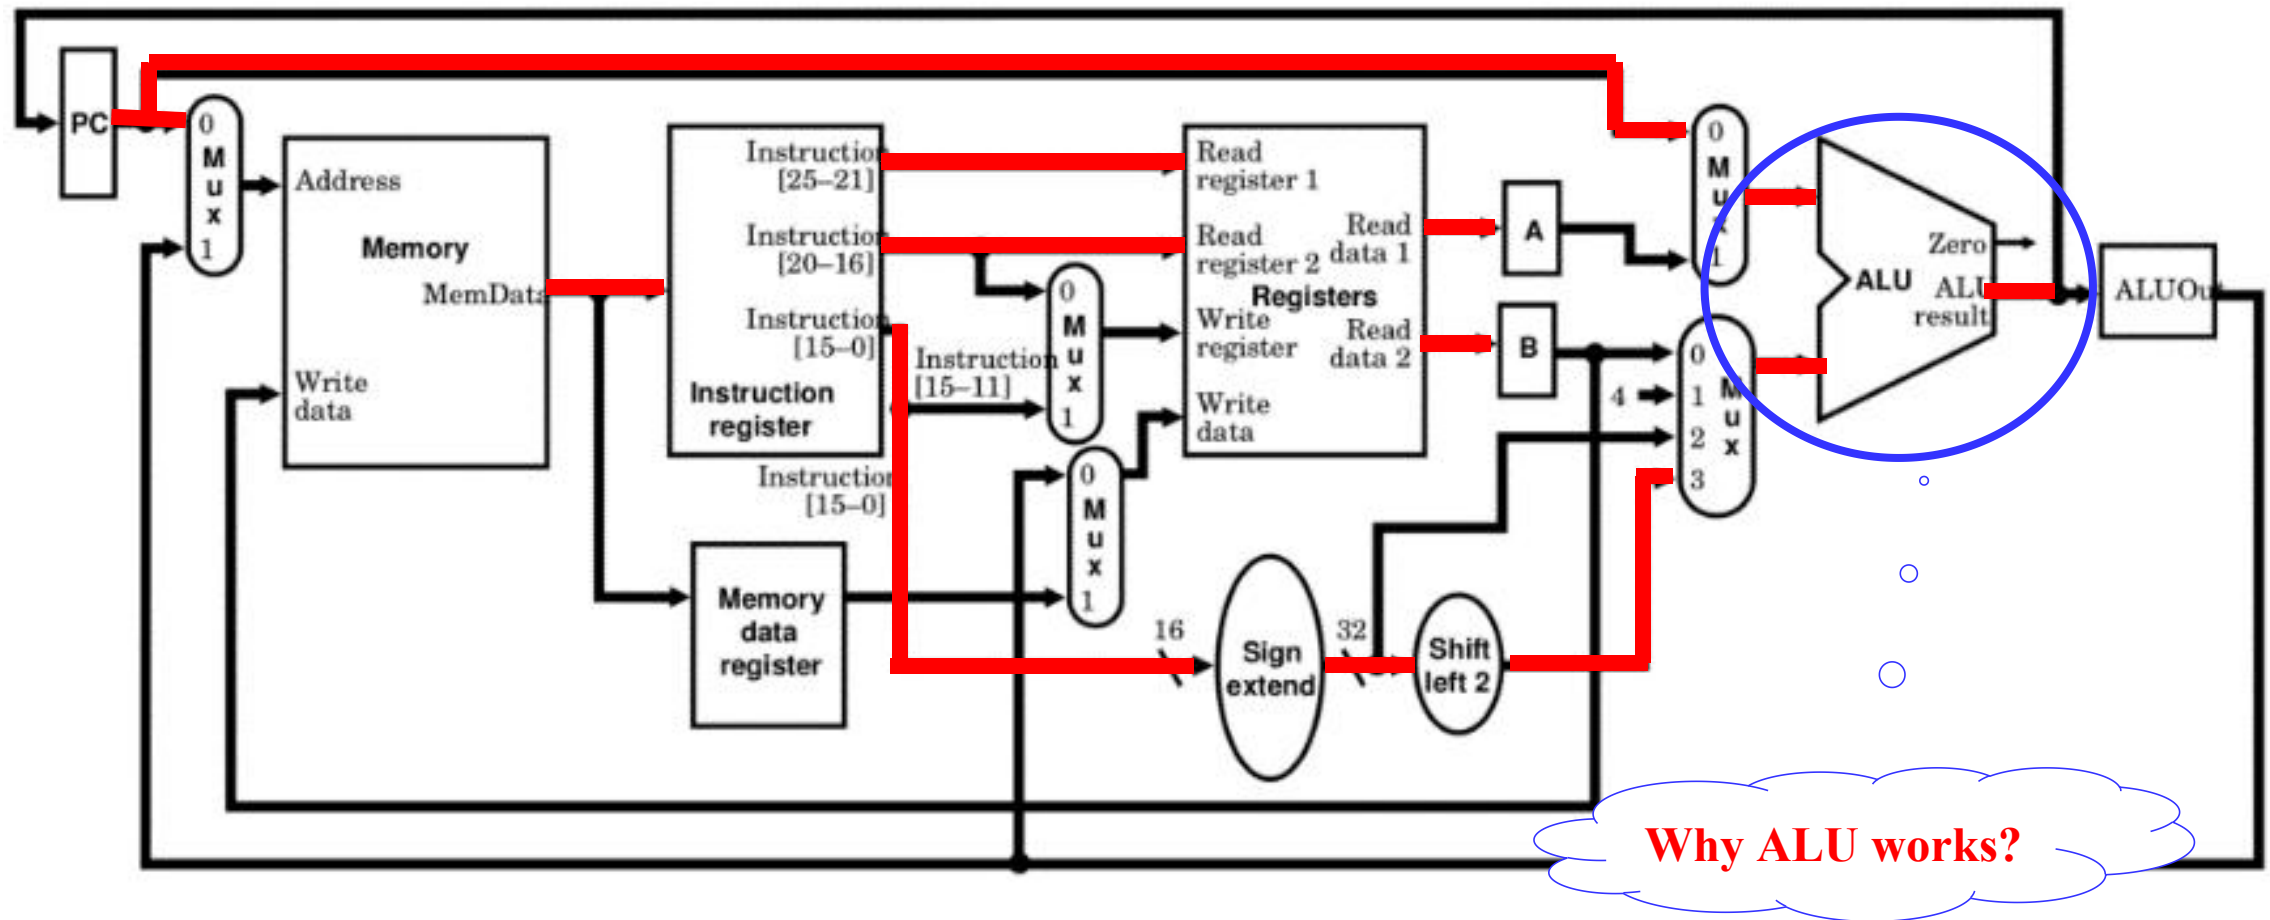 PC
0
M
u
x
1
Address
Memory
MemData
Write
data
Instruction
[25–21]
Instruction
[20–16]
Instruction
[15–0]
Instruction
register
Instruction
[15–11]
Instruction
[15–0]
Memory
data
register
0
M
u
x
1
0
M
u
x
1
Read
register 1
Read
register 2
Registers
Write
register
Write
data
Read
data 1
Read
data 2
16
Sign
extend
32
Shift
left 2
A
B
4
0
M
u
x
1
0
1
2
3
M
u
x
ALU
Zero
ALU
result
ALUOut
Why ALU works?